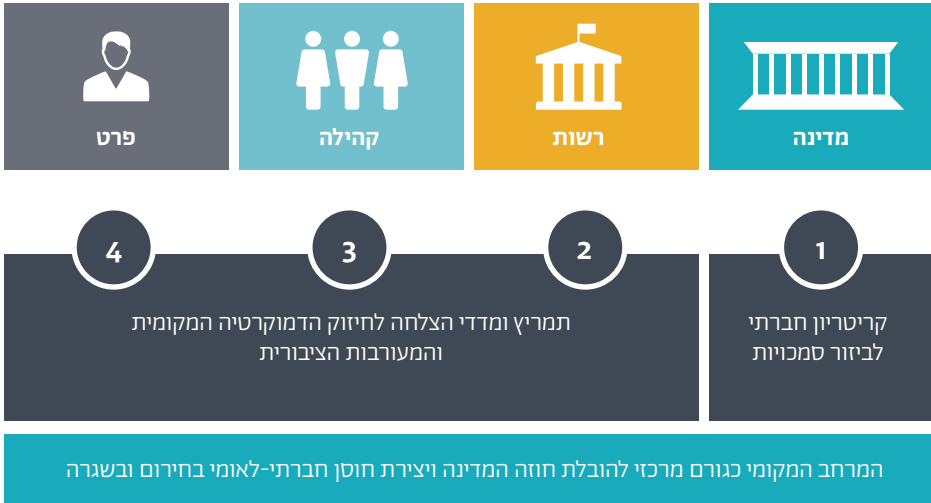 מדינה
רשות
קהילה
פרט
1
2
3
4
קריטריון חברתי
לביזור סמכויות
תמריץ ומדדי הצלחה לחיזוק הדמוקרטיה המקומית
והמעורבות הציבורית
המרחב המקומי כגורם מרכזי להובלת חוזה המדינה ויצירת חוסן חברתי-לאומי בחירום ובשגרה